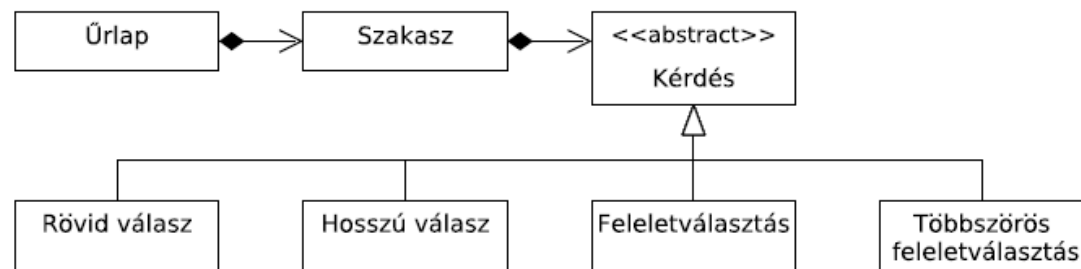 Űrlap
Szakasz
<<abstract>>
Kérdés
Rövid válasz
Hosszú válasz
Feleletválasztás
Többszörös
feleletválasztás